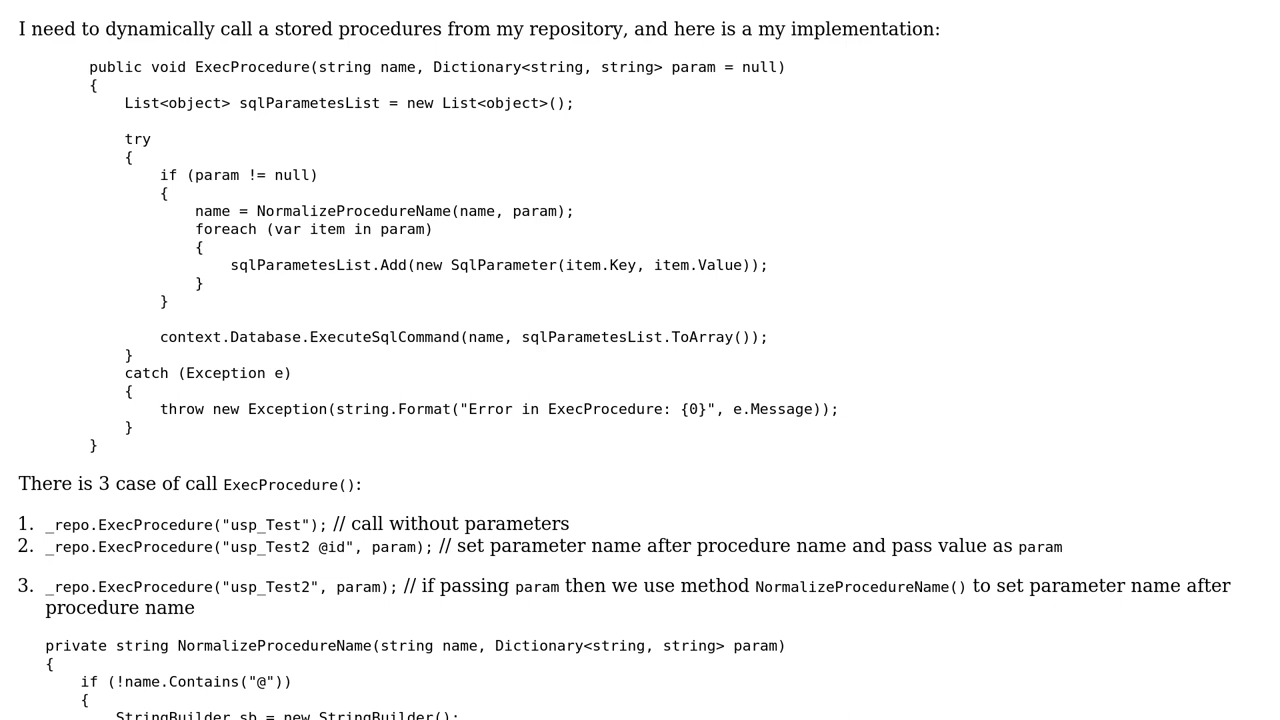 I need to dynamically call a stored procedures from my repository, and here is a my implementation:
public void ExecProcedure(string name, Dictionary<string, string> param = null)
{
List<object> sqlParametesList = new List<object>();
try
{
if (param != null)
{
name = NormalizeProcedureName(name, param);
foreach (var item in param)
{
sqlParametesList.Add(new SqlParameter(item.Key, item.Value));
}
}
context.Database.ExecuteSqlCommand(name, sqlParametesList.ToArray());
}
catch (Exception e)
{
throw new Exception(string.Format("Error in ExecProcedure: {0}", e.Message));
}
}
There is 3 case of call ExecProcedure():
1. _repo.ExecProcedure("usp_Test"); // call without parameters
2. _repo.ExecProcedure("usp_Test2 @id", param); // set parameter name after procedure name and pass value as param
3. _repo.ExecProcedure("usp_Test2", param); // if passing param then we use method NormalizeProcedureName() to set parameter name after
procedure name
private string NormalizeProcedureName(string name, Dictionary<string, string> param)
{
if (!name.Contains("@"))
{
StringBuilder sb = new StringBuilder();